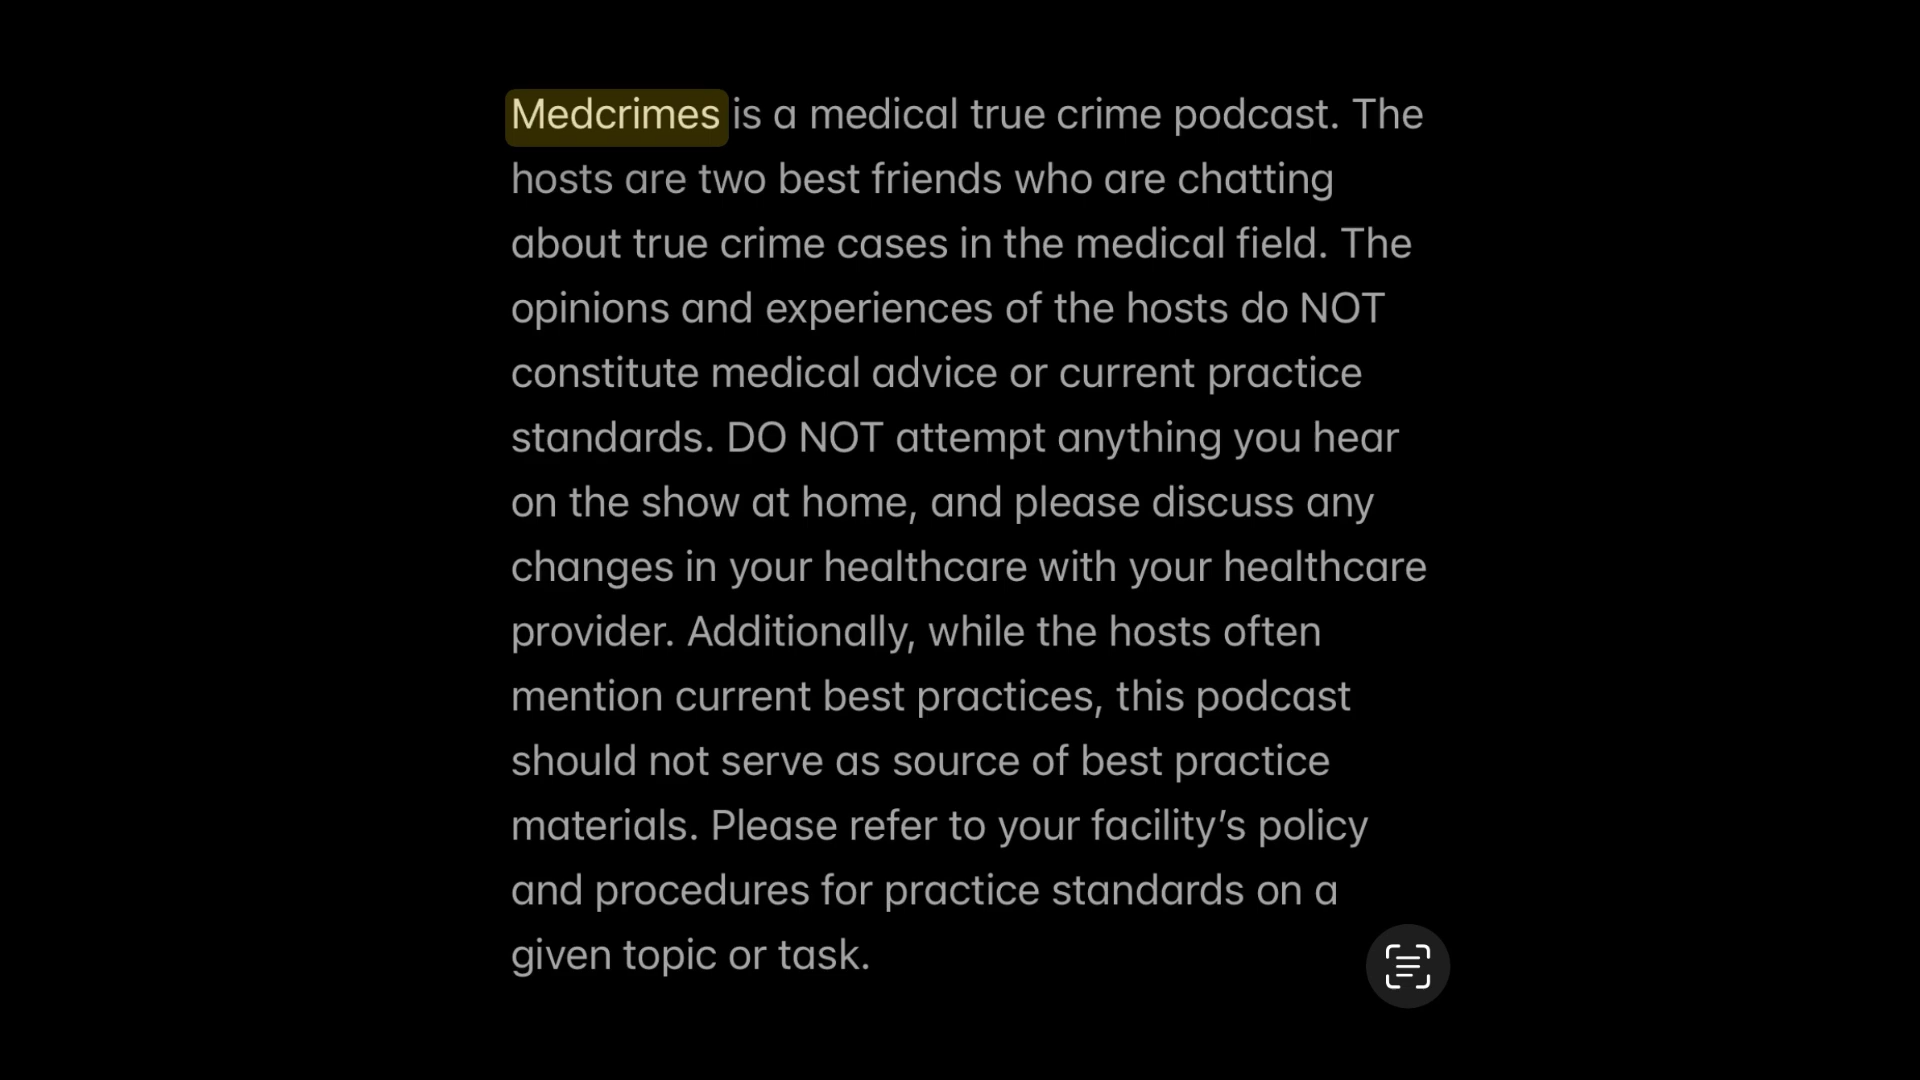 Medcrimes is a medical true crime podcast. The
hosts are two best friends who are chatting
about true crime cases in the medical field. The
opinions and experiences of the hosts do NOT
constitute medical advice or current practice
standards. DO NOT attempt anything you hear
on the show at home, and please discuss any
changes in your healthcare with your healthcare
provider. Additionally, while the hosts often
mention current best practices, this podcast
should not serve as source of best practice
materials. Please refer to your facility’s policy
and procedures for practice standards on a
given topic or task.